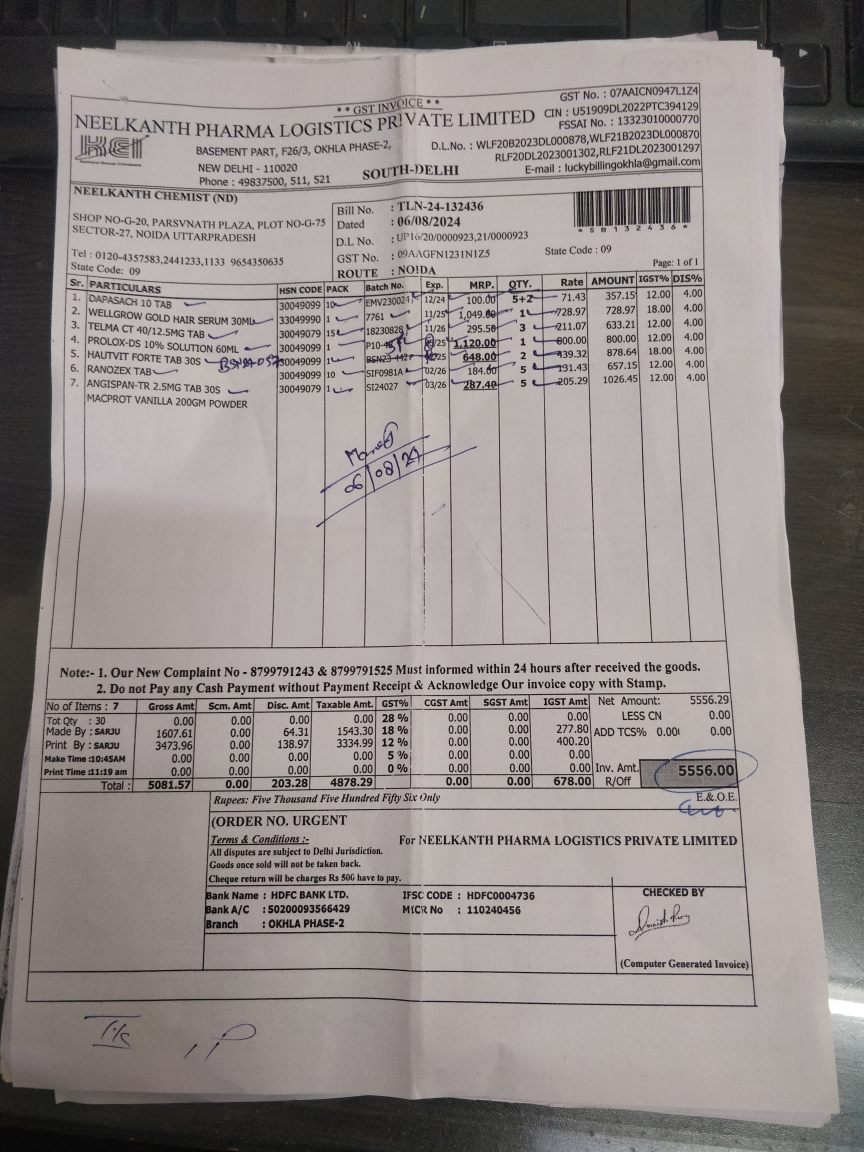 ** GST INVOICE **
GST No. : 07AAICN0947L1Z4
NEELKANTH PHARMA LOGISTICS PRIVATE LIMITED
CIN : U51909DL2022PTC394129
FSSAI No. : 13323010000770
KEI
BASEMENT PART, F26/3, OKHLA PHASE-2,
D.L.No. : WLF20B2023DL000878,WLF21B2023DL000870
NEW DELHI - 110020
SOUTH-DELHI
RLF20DL2023001302,RLF21DL2023001297
Phone : 49837500, 511, 521
E-mail : luckybillingokhla@gmail.com
NEELKANTH CHEMIST (ND)
SHOP NO-G-20, PARSVNATH PLAZA, PLOT NO-G-75
SECTOR-27, NOIDA UTTARPRADESH
Tel : 0120-4357583,2441233,1133 9654350635
State Code: 09
Bill No. : TLN-24-132436
Dated : 06/08/2024
D.L No. : UP16/20/0000923,21/0000923
GST No. : 09AAGFN1231N1Z5
State Code : 09
ROUTE : NOIDA
*5B132436*
Page: 1 of 1
Sr. PARTICULARS HSN CODE PACK Batch No. Exp. MRP. QTY. Rate AMOUNT IGST% DIS%
1. DAPASACH 10 TAB 30049099 10 EMV230024 12/24 100.00 5+2 71.43 357.15 12.00 4.00
2. WELLGROW GOLD HAIR SERUM 30ML 33049990 1 7761 11/25 1,049.00 1 728.97 728.97 18.00 4.00
3. TELMA CT 40/12.5MG TAB 30049079 15 18230828 11/26 295.50 3 211.07 633.21 12.00 4.00
4. PROLOX-DS 10% SOLUTION 60ML 30049099 1 P10- 1,120.00 1 800.00 800.00 12.00 4.00
5. HAUTVIT FORTE TAB 30S 30049099 1 648.00 2 439.32 878.64 18.00 4.00
6. RANOZEX TAB 30049099 10 SIF0981A 02/26 184.00 5 131.43 657.15 12.00 4.00
7. ANGISPAN-TR 2.5MG TAB 30S 30049079 1 SI24027 03/26 287.40 5 205.29 1026.45 12.00 4.00
MACPROT VANILLA 200GM POWDER
06/08/24
Note:- 1. Our New Complaint No - 8799791243 & 8799791525 Must informed within 24 hours after received the goods.
2. Do not Pay any Cash Payment without Payment Receipt & Acknowledge Our invoice copy with Stamp.
No of Items : 7 Gross Amt Scm. Amt Disc. Amt Taxable Amt. GST% CGST Amt SGST Amt IGST Amt Net Amount: 5556.29
Tot Qty : 30 0.00 0.00 0.00 0.00 28 % 0.00 0.00 0.00 LESS CN 0.00
Made By : SARJU 1607.61 0.00 64.31 1543.30 18 % 0.00 0.00 277.80 ADD TCS% 0.00 0.00
Print By : SARJU 3473.96 0.00 138.97 3334.99 12 % 0.00 0.00 400.20
Make Time :10:45AM 0.00 0.00 0.00 0.00 5 % 0.00 0.00 0.00
Print Time :11:19 am 0.00 0.00 0.00 0.00 0 % 0.00 0.00 0.00 Inv. Amt. 5556.00
Total : 5081.57 0.00 203.28 4878.29 0.00 0.00 678.00 R/Off
Rupees: Five Thousand Five Hundred Fifty Six Only
E.&O.E.
(ORDER NO. URGENT
Terms & Conditions :-
For NEELKANTH PHARMA LOGISTICS PRIVATE LIMITED
All disputes are subject to Delhi Jurisdiction.
Goods once sold will not be taken back.
Cheque return will be charges Rs 500 have to pay.
Bank Name : HDFC BANK LTD. IFSC CODE : HDFC0004736
Bank A/C : 50200093566429 MICR No : 110240456
Branch : OKHLA PHASE-2
CHECKED BY
(Computer Generated Invoice)